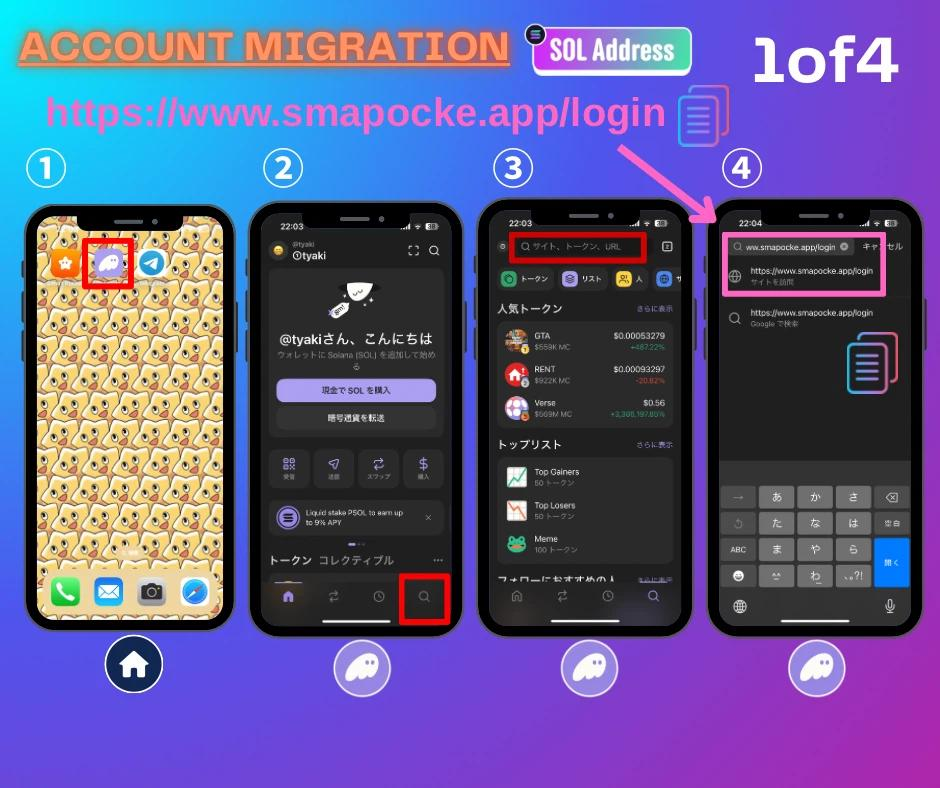 ACCOUNT MIGRATION
SOL Address
1of4
https://www.smapocke.app/login
1
2
3
4
22:03
@tyaki
tyaki
@tyakiさん、こんにちは
ウォレットに Solana (SOL) を追加して始め
る
現金で SOL を購入
暗号通貨を転送
受信
送信
スワップ
購入
Liquid stake PSOL to earn up
to 9% APY
トークン コレクティブル
22:03
サイト、トークン、URL
トークン
リスト
人
サ
人気トークン
さらに表示
GTA
$0.00053279
$559K MC
+487.22%
RENT
$0.00093297
$922K MC
-20.82%
Verse
$0.56
$569M MC
トップリスト
さらに表示
Top Gainers
50 トークン
Top Losers
50 トークン
Meme
100 トークン
フォローにおすすめの人
さらに表示
22:04
ww.smapocke.app/login
キャンセル
https://www.smapocke.app/login
サイトを訪問
https://www.smapocke.app/login
Google で検索
→ あ か さ
た な は 空白
ABC ま や ら
開く
^^ わ 、。?!